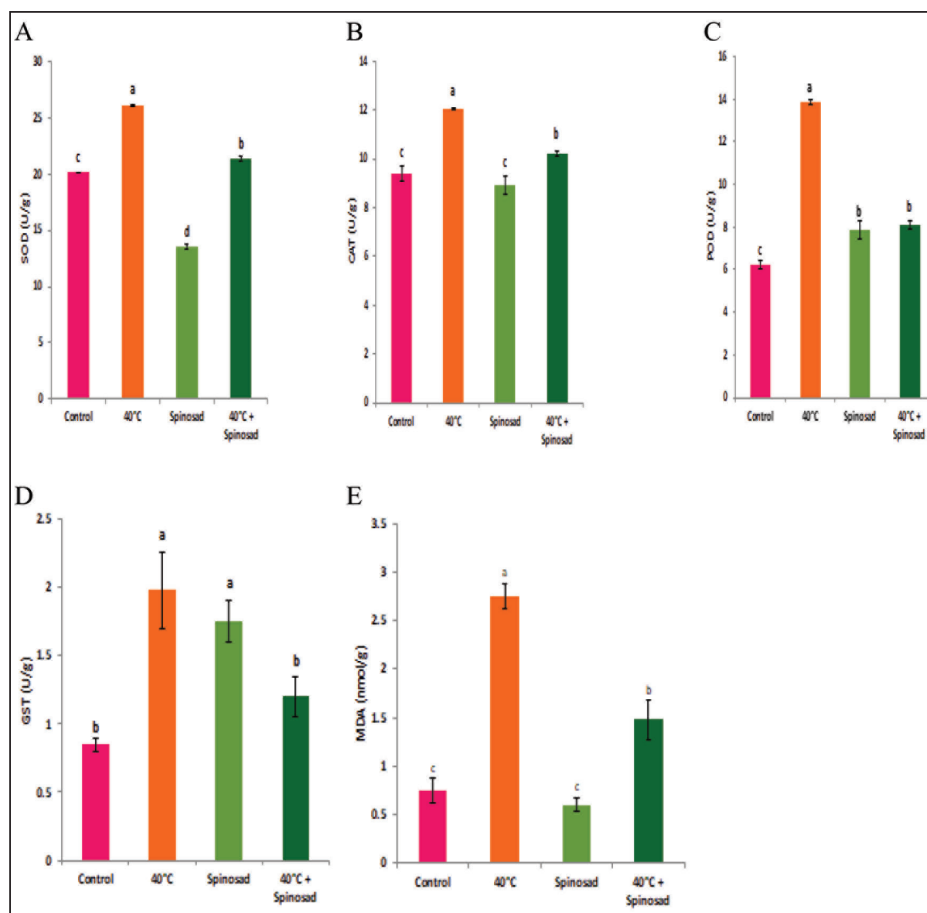 A
30
25
20
15
10
5
0
SOD (U/g)
c
a
d
b
Control
40°C
Spinosad
40°C +
Spinosad
B
14
12
10
8
6
4
2
0
CAT (U/g)
c
a
c
b
Control
40°C
Spinosad
40°C +
Spinosad
C
16
14
12
10
8
6
4
2
0
POD (U/g)
c
a
b
b
Control
40°C
Spinosad
40°C +
Spinosad
D
2.5
2
1.5
1
0.5
0
GST (U/g)
b
a
a
b
Control
40°C
Spinosad
40°C +
Spinosad
E
3.5
3
2.5
2
1.5
1
0.5
0
MDA (nmol/g)
c
a
c
b
Control
40°C
Spinosad
40°C +
Spinosad